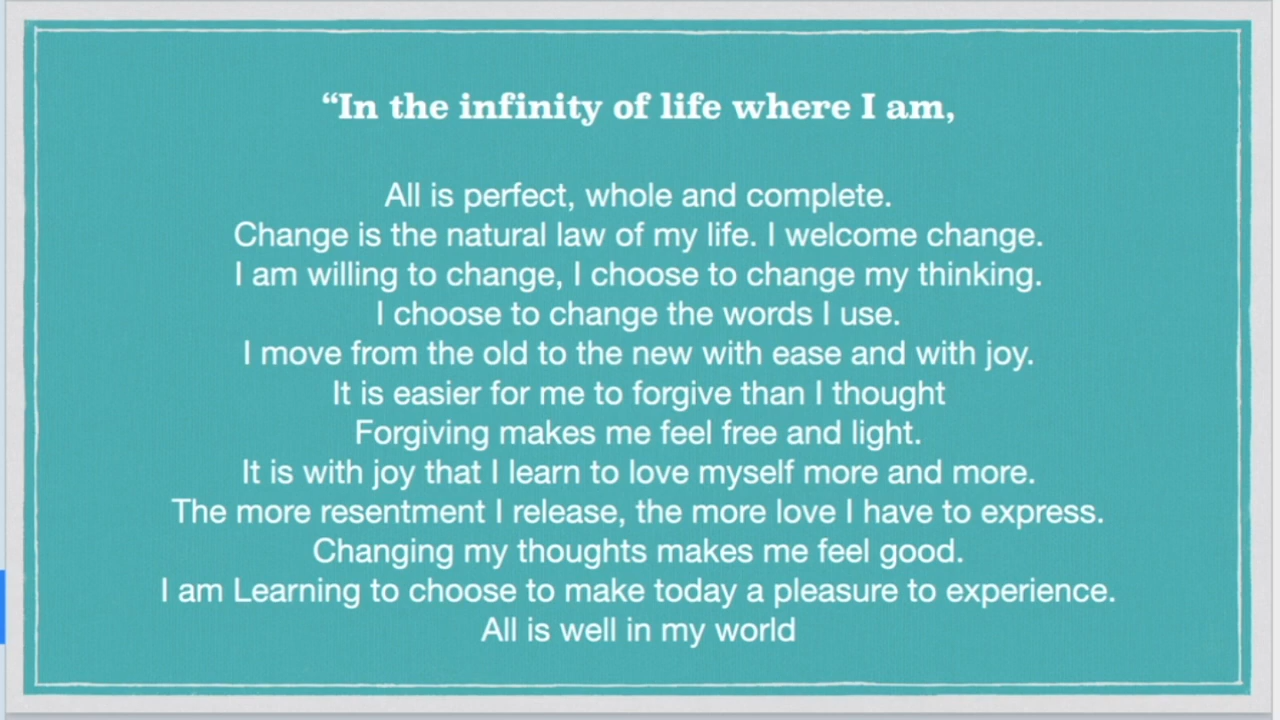 “In the infinity of life where I am,
All is perfect, whole and complete.
Change is the natural law of my life. I welcome change.
I am willing to change, I choose to change my thinking.
I choose to change the words I use.
I move from the old to the new with ease and with joy.
It is easier for me to forgive than I thought
Forgiving makes me feel free and light.
It is with joy that I learn to love myself more and more.
The more resentment I release, the more love I have to express.
Changing my thoughts makes me feel good.
I am Learning to choose to make today a pleasure to experience.
All is well in my world